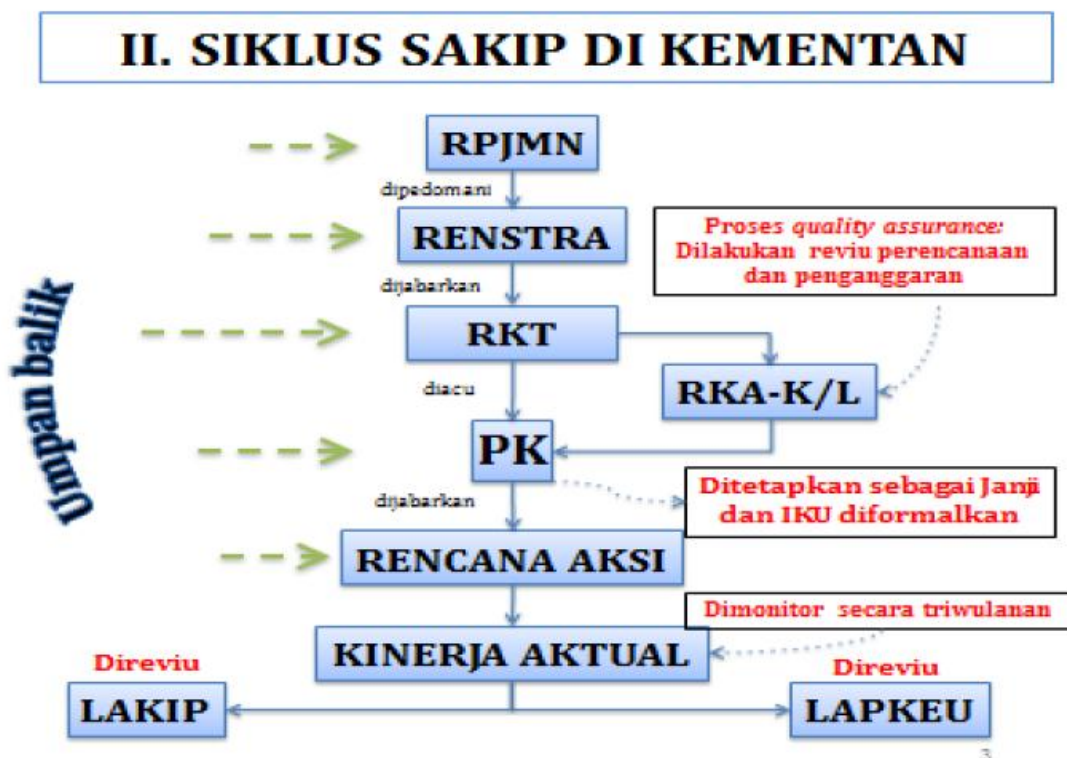 II. SIKLUS SAKIP DI KEMENTAN
RPJMN
dipedomani
RENSTRA
Proses quality assurance:
Dilakukan reviu perencanaan
dan penganggaran
dijabarkan
Umpan balik
RKT
diacu
RKA-K/L
PK
dijabarkan
Ditetapkan sebagai Janji
dan IKU diformalkan
RENCANA AKSI
Dimonitor secara triwulanan
KINERJA AKTUAL
Direviu
Direviu
LAKIP
LAPKEU
3